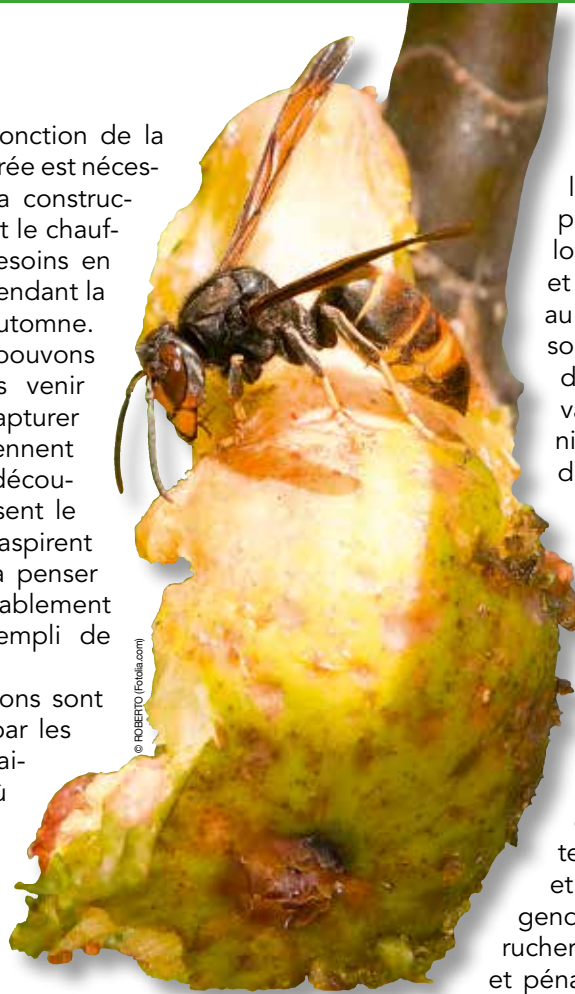 onction de la
rée est néces-
a construc-
t le chauf-
esoins en
endant la
utomne.
pouvons
s venir
apturer
ennent
décou-
sent le
aspirent
à penser
ablement
empli de
ons sont
par les
ai-
ù
© ROBERTO (Fotolia.com)
l
p
lo
et
au
so
d
va
ni
d
te
et
genc
rucher
et péna